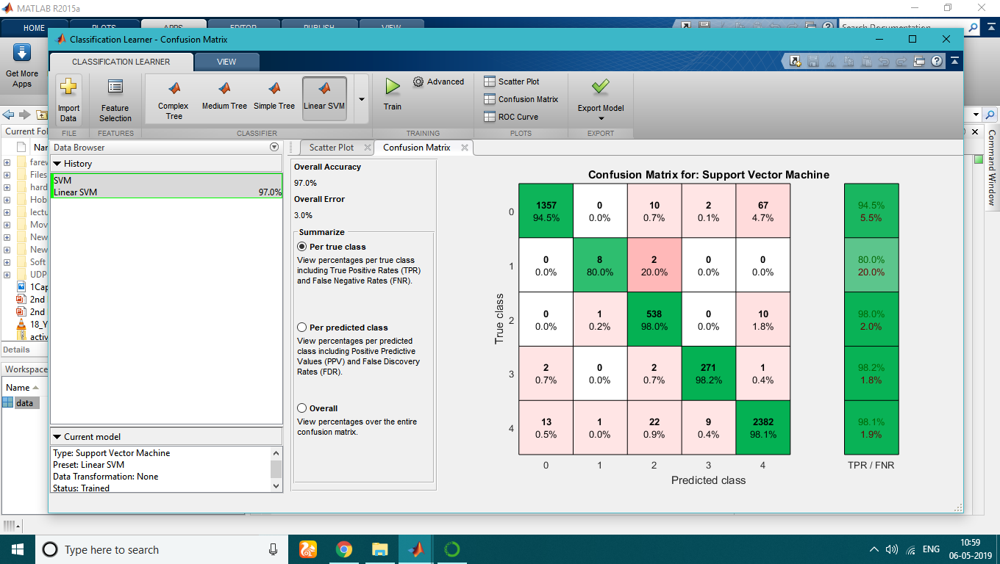 MATLAB R2015a
HOME PLOTS APPS EDITOR PUBLISH VIEW
Search Documentation
Classification Learner - Confusion Matrix
CLASSIFICATION LEARNER VIEW
Get More
Apps
Import
Data
Feature
Selection
Complex
Tree
Medium Tree
Simple Tree
Linear SVM
Train
Advanced
Scatter Plot
Confusion Matrix
ROC Curve
Export Model
FILE FEATURES CLASSIFIER TRAINING PLOTS EXPORT
Current Fol
Nar
farew
Files
hard
Hob
lectu
Mov
New
New
Soft
UDP
1Cap
2nd
2nd
18_Y
activ
Details
Workspace
Name
data
Data Browser
History
SVM
Linear SVM 97.0%
Current model
Type: Support Vector Machine
Preset: Linear SVM
Data Transformation: None
Status: Trained
Scatter Plot Confusion Matrix
Overall Accuracy
97.0%
Overall Error
3.0%
Summarize
Per true class
View percentages per true class
including True Positive Rates (TPR)
and False Negative Rates (FNR).
Per predicted class
View percentages per predicted
class including Positive Predictive
Values (PPV) and False Discovery
Rates (FDR).
Overall
View percentages over the entire
confusion matrix.
Confusion Matrix for: Support Vector Machine
True class
0
1357 0 10 2 67
94.5% 0.0% 0.7% 0.1% 4.7%
94.5%
5.5%
1
0 8 2 0 0
0.0% 80.0% 20.0% 0.0% 0.0%
80.0%
20.0%
2
0 1 538 0 10
0.0% 0.2% 98.0% 0.0% 1.8%
98.0%
2.0%
3
2 0 2 271 1
0.7% 0.0% 0.7% 98.2% 0.4%
98.2%
1.8%
4
13 1 22 9 2382
0.5% 0.0% 0.9% 0.4% 98.1%
98.1%
1.9%
0 1 2 3 4 TPR / FNR
Predicted class
Command Window
Type here to search
ENG
10:59
06-05-2019